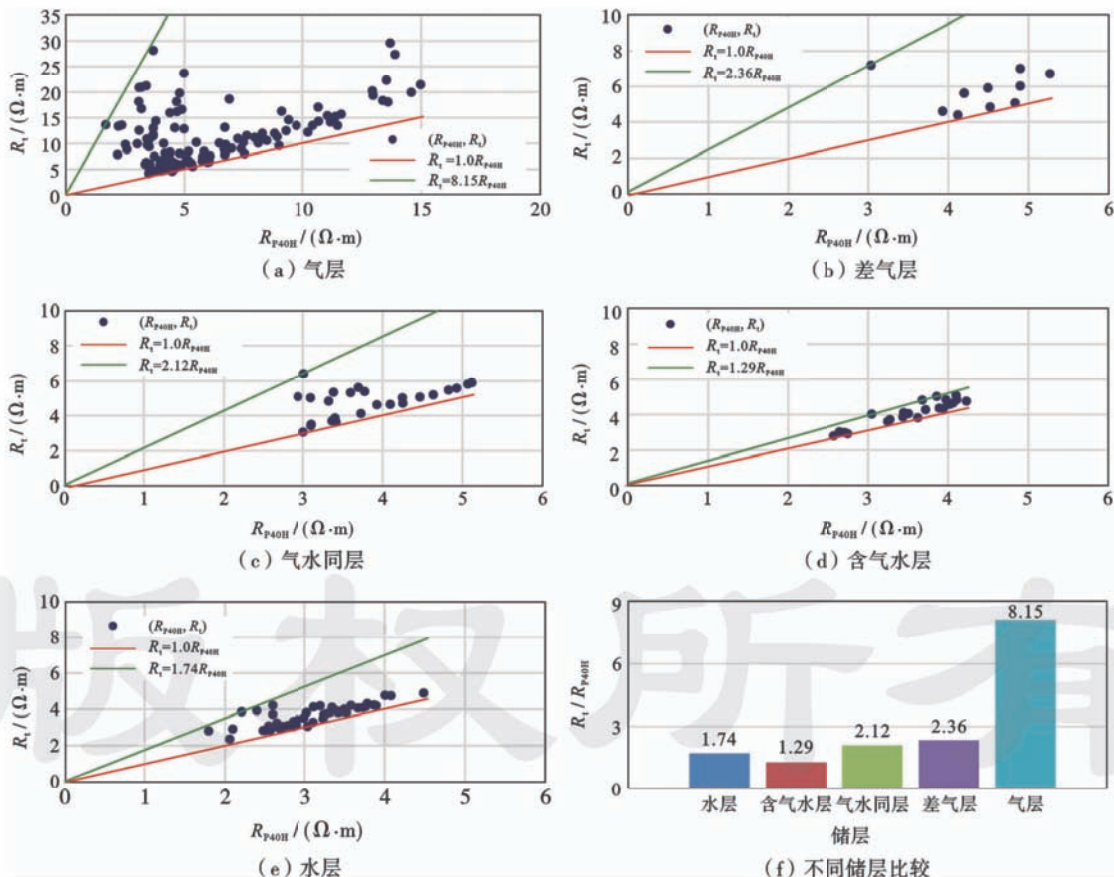 35
30
25
20
15
10
5
0
R_t / (Ω·m)
(R_P40H, R_t)
R_t=1.0R_P40H
R_t=8.15R_P40H
0 5 10 15 20
R_P40H / (Ω·m)
(a) 气层
10
8
6
4
2
0
R_t / (Ω·m)
(R_P40H, R_t)
R_t=1.0R_P40H
R_t=2.36R_P40H
0 1 2 3 4 5 6
R_P40H / (Ω·m)
(b) 差气层
10
8
6
4
2
0
R_t / (Ω·m)
(R_P40H, R_t)
R_t=1.0R_P40H
R_t=2.12R_P40H
0 1 2 3 4 5 6
R_P40H / (Ω·m)
(c) 气水同层
10
8
6
4
2
0
R_t / (Ω·m)
(R_P40H, R_t)
R_t=1.0R_P40H
R_t=1.29R_P40H
0 1 2 3 4 5 6
R_P40H / (Ω·m)
(d) 含气水层
10
8
6
4
2
0
R_t / (Ω·m)
(R_P40H, R_t)
R_t=1.0R_P40H
R_t=1.74R_P40H
0 1 2 3 4 5 6
R_P40H / (Ω·m)
(e) 水层
9
6
3
0
R_t / R_P40H
1.74 1.29 2.12 2.36 8.15
水层 含气水层 气水同层 差气层 气层
储层
(f) 不同储层比较
版权所有